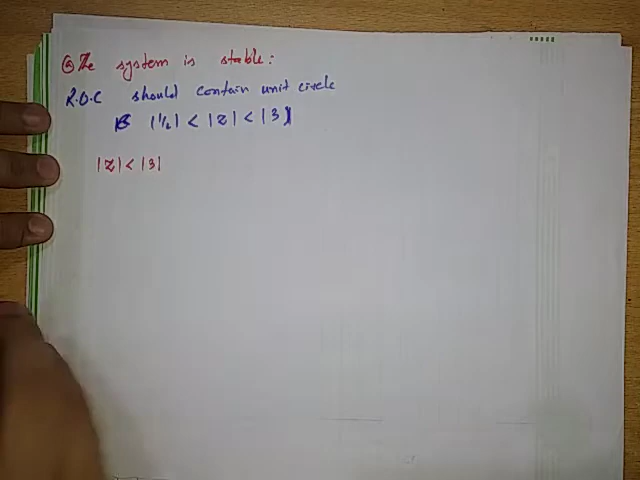 The system is stable:
R.O.C should contain unit circle
|1/2| < |z| < |3|
|z| < |3|